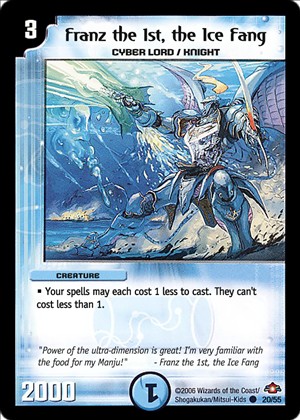 3
Franz the Ist, the Ice Fang
CYBER LORD / KNIGHT
CREATURE
▪ Your spells may each cost 1 less to cast. They can't
cost less than 1.
"Power of the ultra-dimension is great! I'm very familiar with
the food for my Manju!" - Franz the 1st, the Ice Fang
2000
1
©2006 Wizards of the Coast/
Shogakukan/Mitsui-Kids ● 20/55